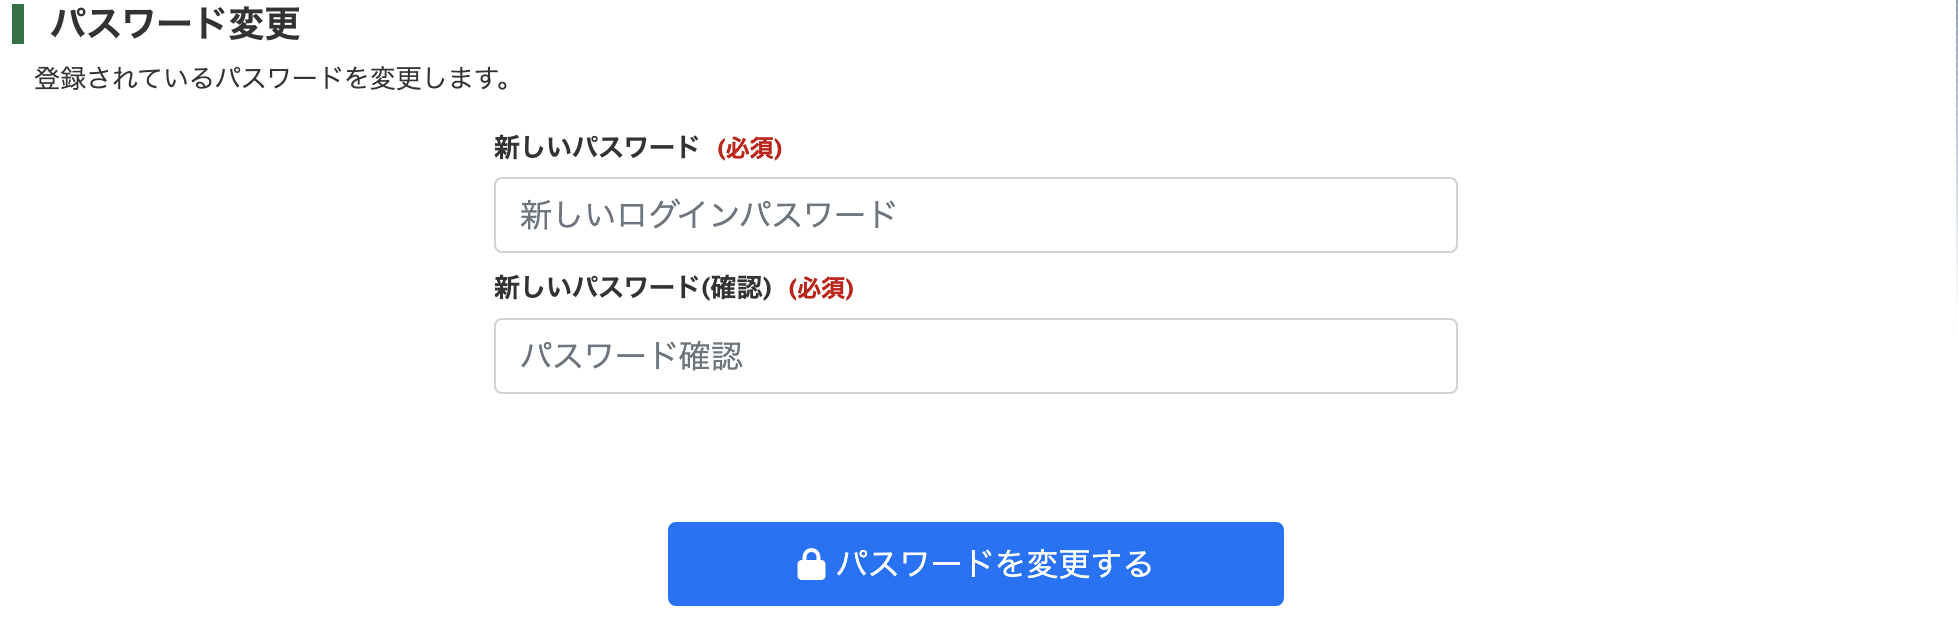 パスワード変更
登録されているパスワードを変更します。
新しいパスワード (必須)
新しいログインパスワード
新しいパスワード(確認) (必須)
パスワード確認
パスワードを変更する